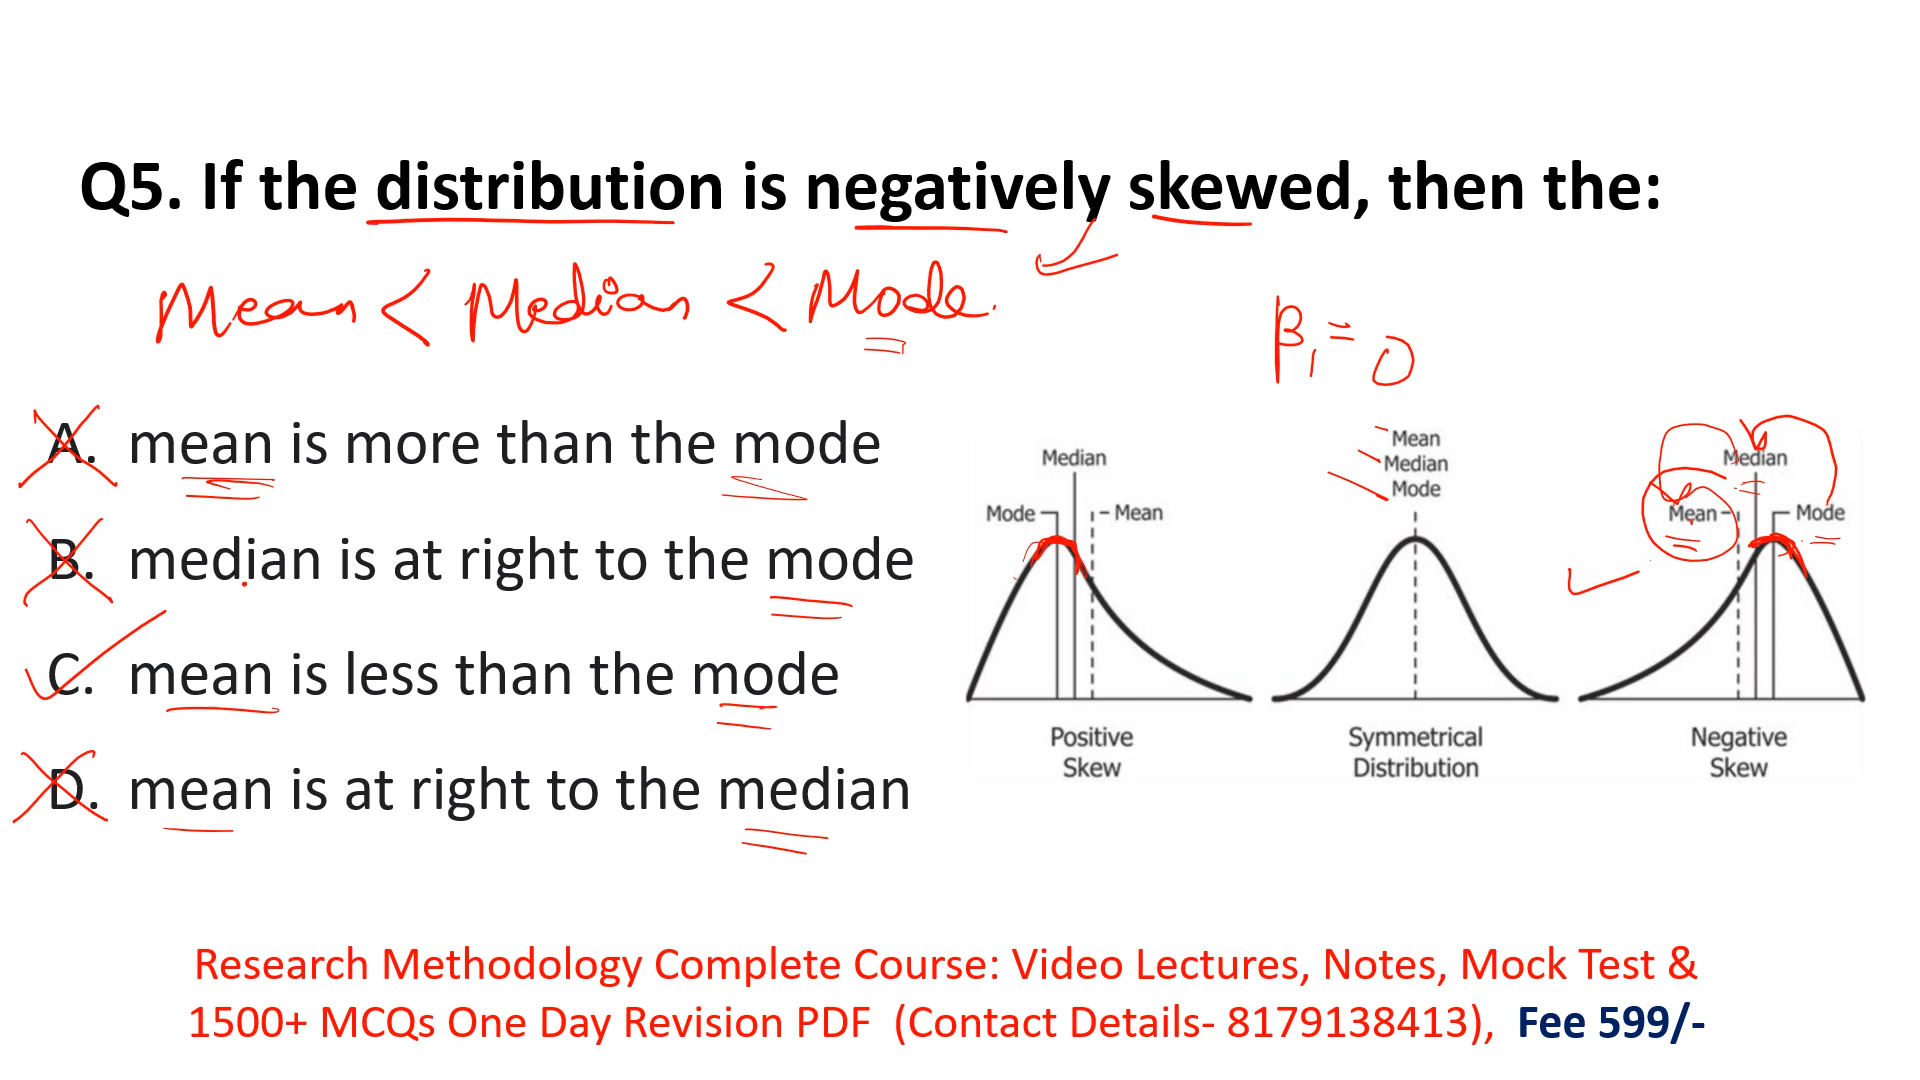 Q5. If the distribution is negatively skewed, then the:
Mean < Median < Mode.
β₁ = 0
A. mean is more than the mode
B. median is at right to the mode
C. mean is less than the mode
D. mean is at right to the median
Median
Mode
Mean
Mean
Median
Mode
Median
Mean
Mode
Positive
Skew
Symmetrical
Distribution
Negative
Skew
Research Methodology Complete Course: Video Lectures, Notes, Mock Test &
1500+ MCQs One Day Revision PDF (Contact Details- 8179138413), Fee 599/-